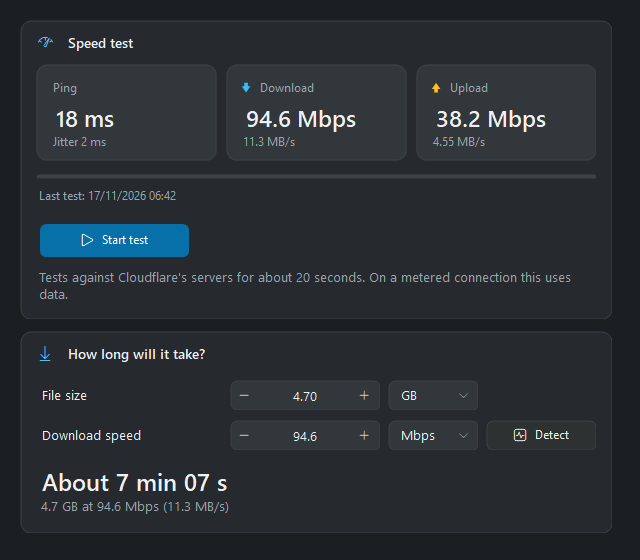 Speed test
Ping
18 ms
Jitter 2 ms
Download
94.6 Mbps
11.3 MB/s
Upload
38.2 Mbps
4.55 MB/s
Last test: 17/11/2026 06:42
Start test
Tests against Cloudflare's servers for about 20 seconds. On a metered connection this uses
data.
How long will it take?
File size
− 4.70 +
GB
Download speed
− 94.6 +
Mbps
Detect
About 7 min 07 s
4.7 GB at 94.6 Mbps (11.3 MB/s)